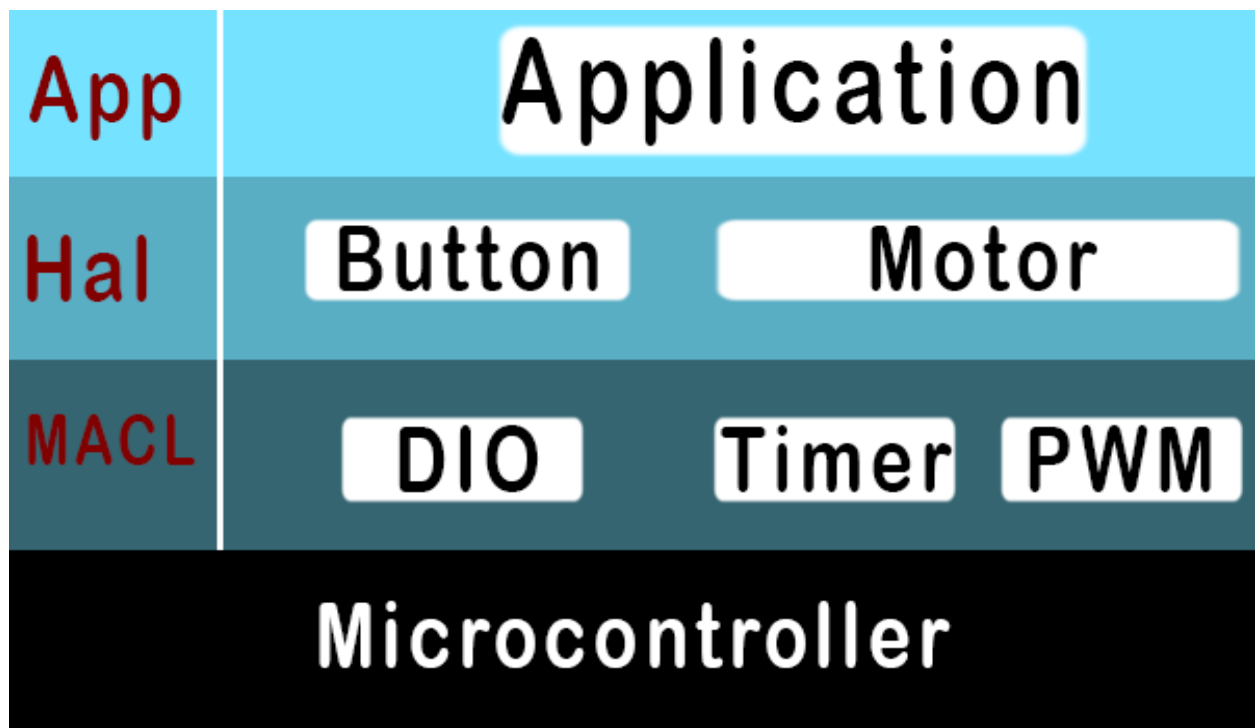 App
Application
Hal
Button
Motor
MACL
DIO
Timer
PWM
Microcontroller